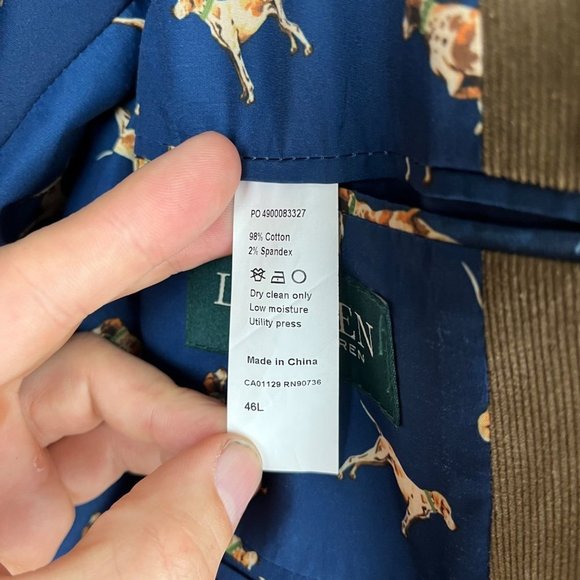 PO 4900083327
98% Cotton
2% Spandex
Dry clean only
Low moisture
Utility press
Made in China
CA01129 RN90736
46L